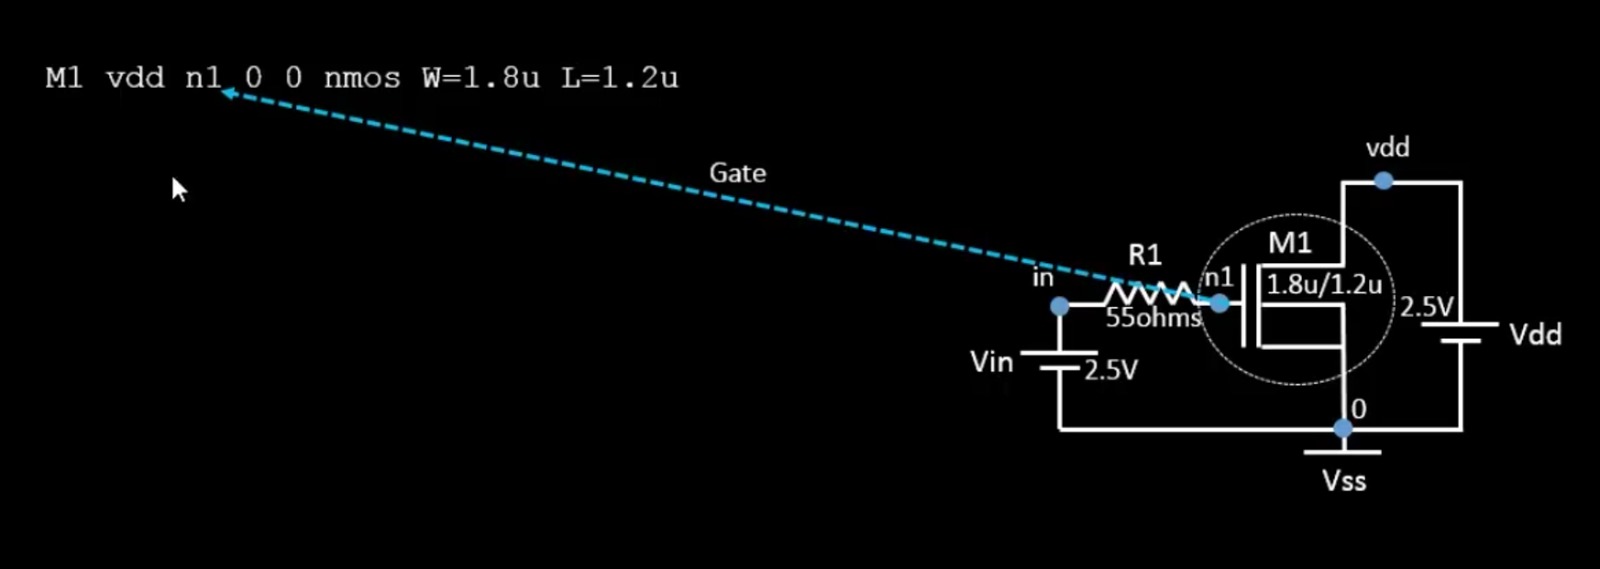 M1 vdd n1 0 0 nmos W=1.8u L=1.2u
vdd
Gate
M1
R1
in
n1
1.8u/1.2u
55ohms
2.5V
Vdd
Vin
2.5V
0
Vss